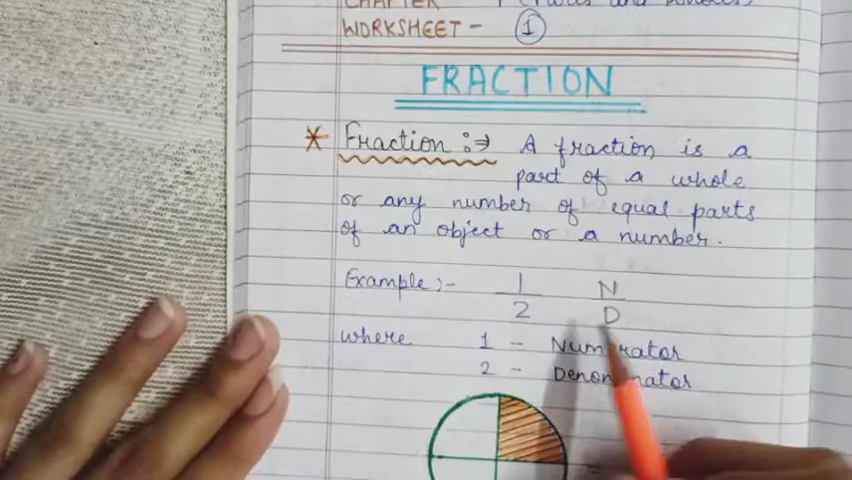 CHAPTER
WORKSHEET - 1
FRACTION
* Fraction :⇒ A fraction is a
part of a whole
or any number of equal parts
of an object or a number.
Example :- 1/2 N/D
where 1 - Numerator
2 - Denominator